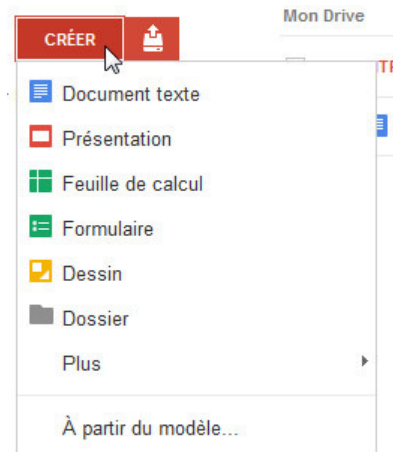 Mon Drive
CRÉER
Document texte
Présentation
Feuille de calcul
Formulaire
Dessin
Dossier
Plus
À partir du modèle...